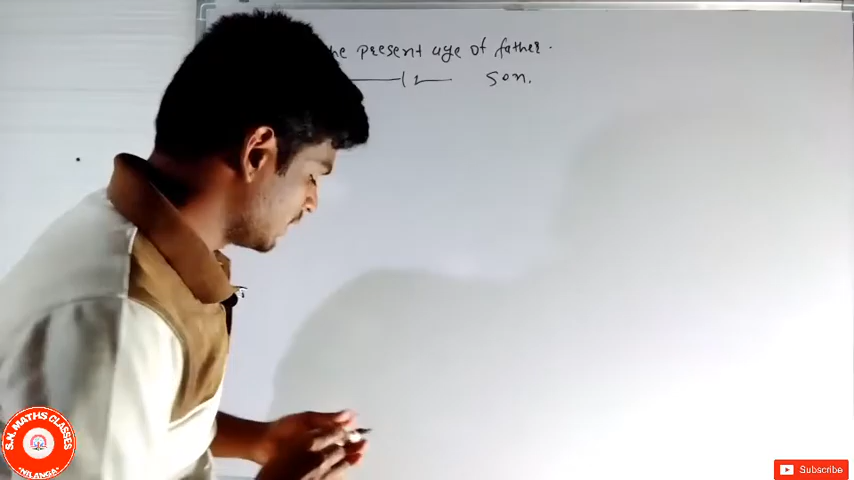 he present age of father.
son.
S.N. MATHS CLASSES
NILANGA
Subscribe